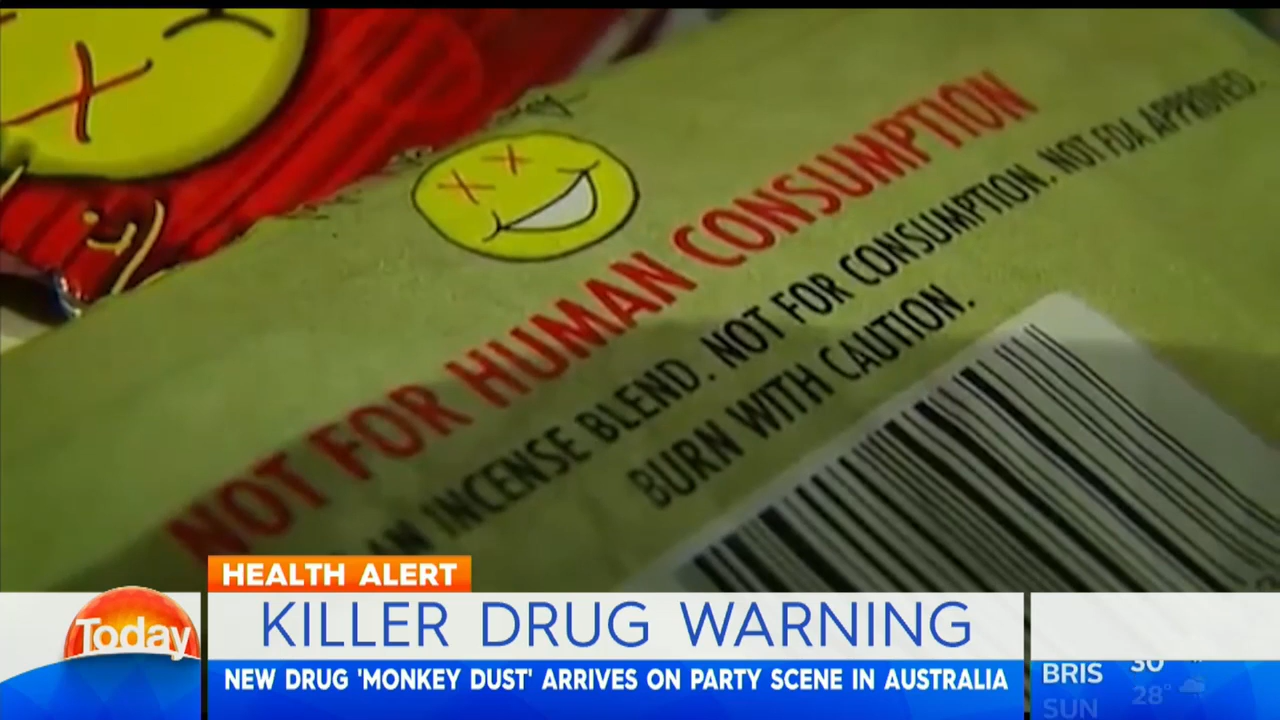 NOT FOR HUMAN CONSUMPTION
AN INCENSE BLEND. NOT FOR CONSUMPTION. NOT FDA APPROVED.
BURN WITH CAUTION.
HEALTH ALERT
KILLER DRUG WARNING
NEW DRUG 'MONKEY DUST' ARRIVES ON PARTY SCENE IN AUSTRALIA
Today
BRIS 30
28°
SUN